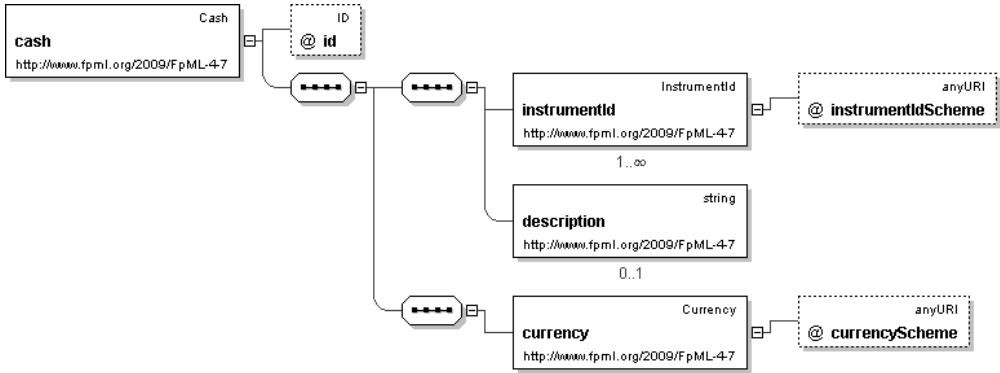 Cash
cash
http://www.fpml.org/2009/FpML-4-7
ID
@ id
InstrumentId
instrumentId
http://www.fpml.org/2009/FpML-4-7
1..∞
anyURI
@ instrumentIdScheme
string
description
http://www.fpml.org/2009/FpML-4-7
0..1
Currency
currency
http://www.fpml.org/2009/FpML-4-7
anyURI
@ currencyScheme